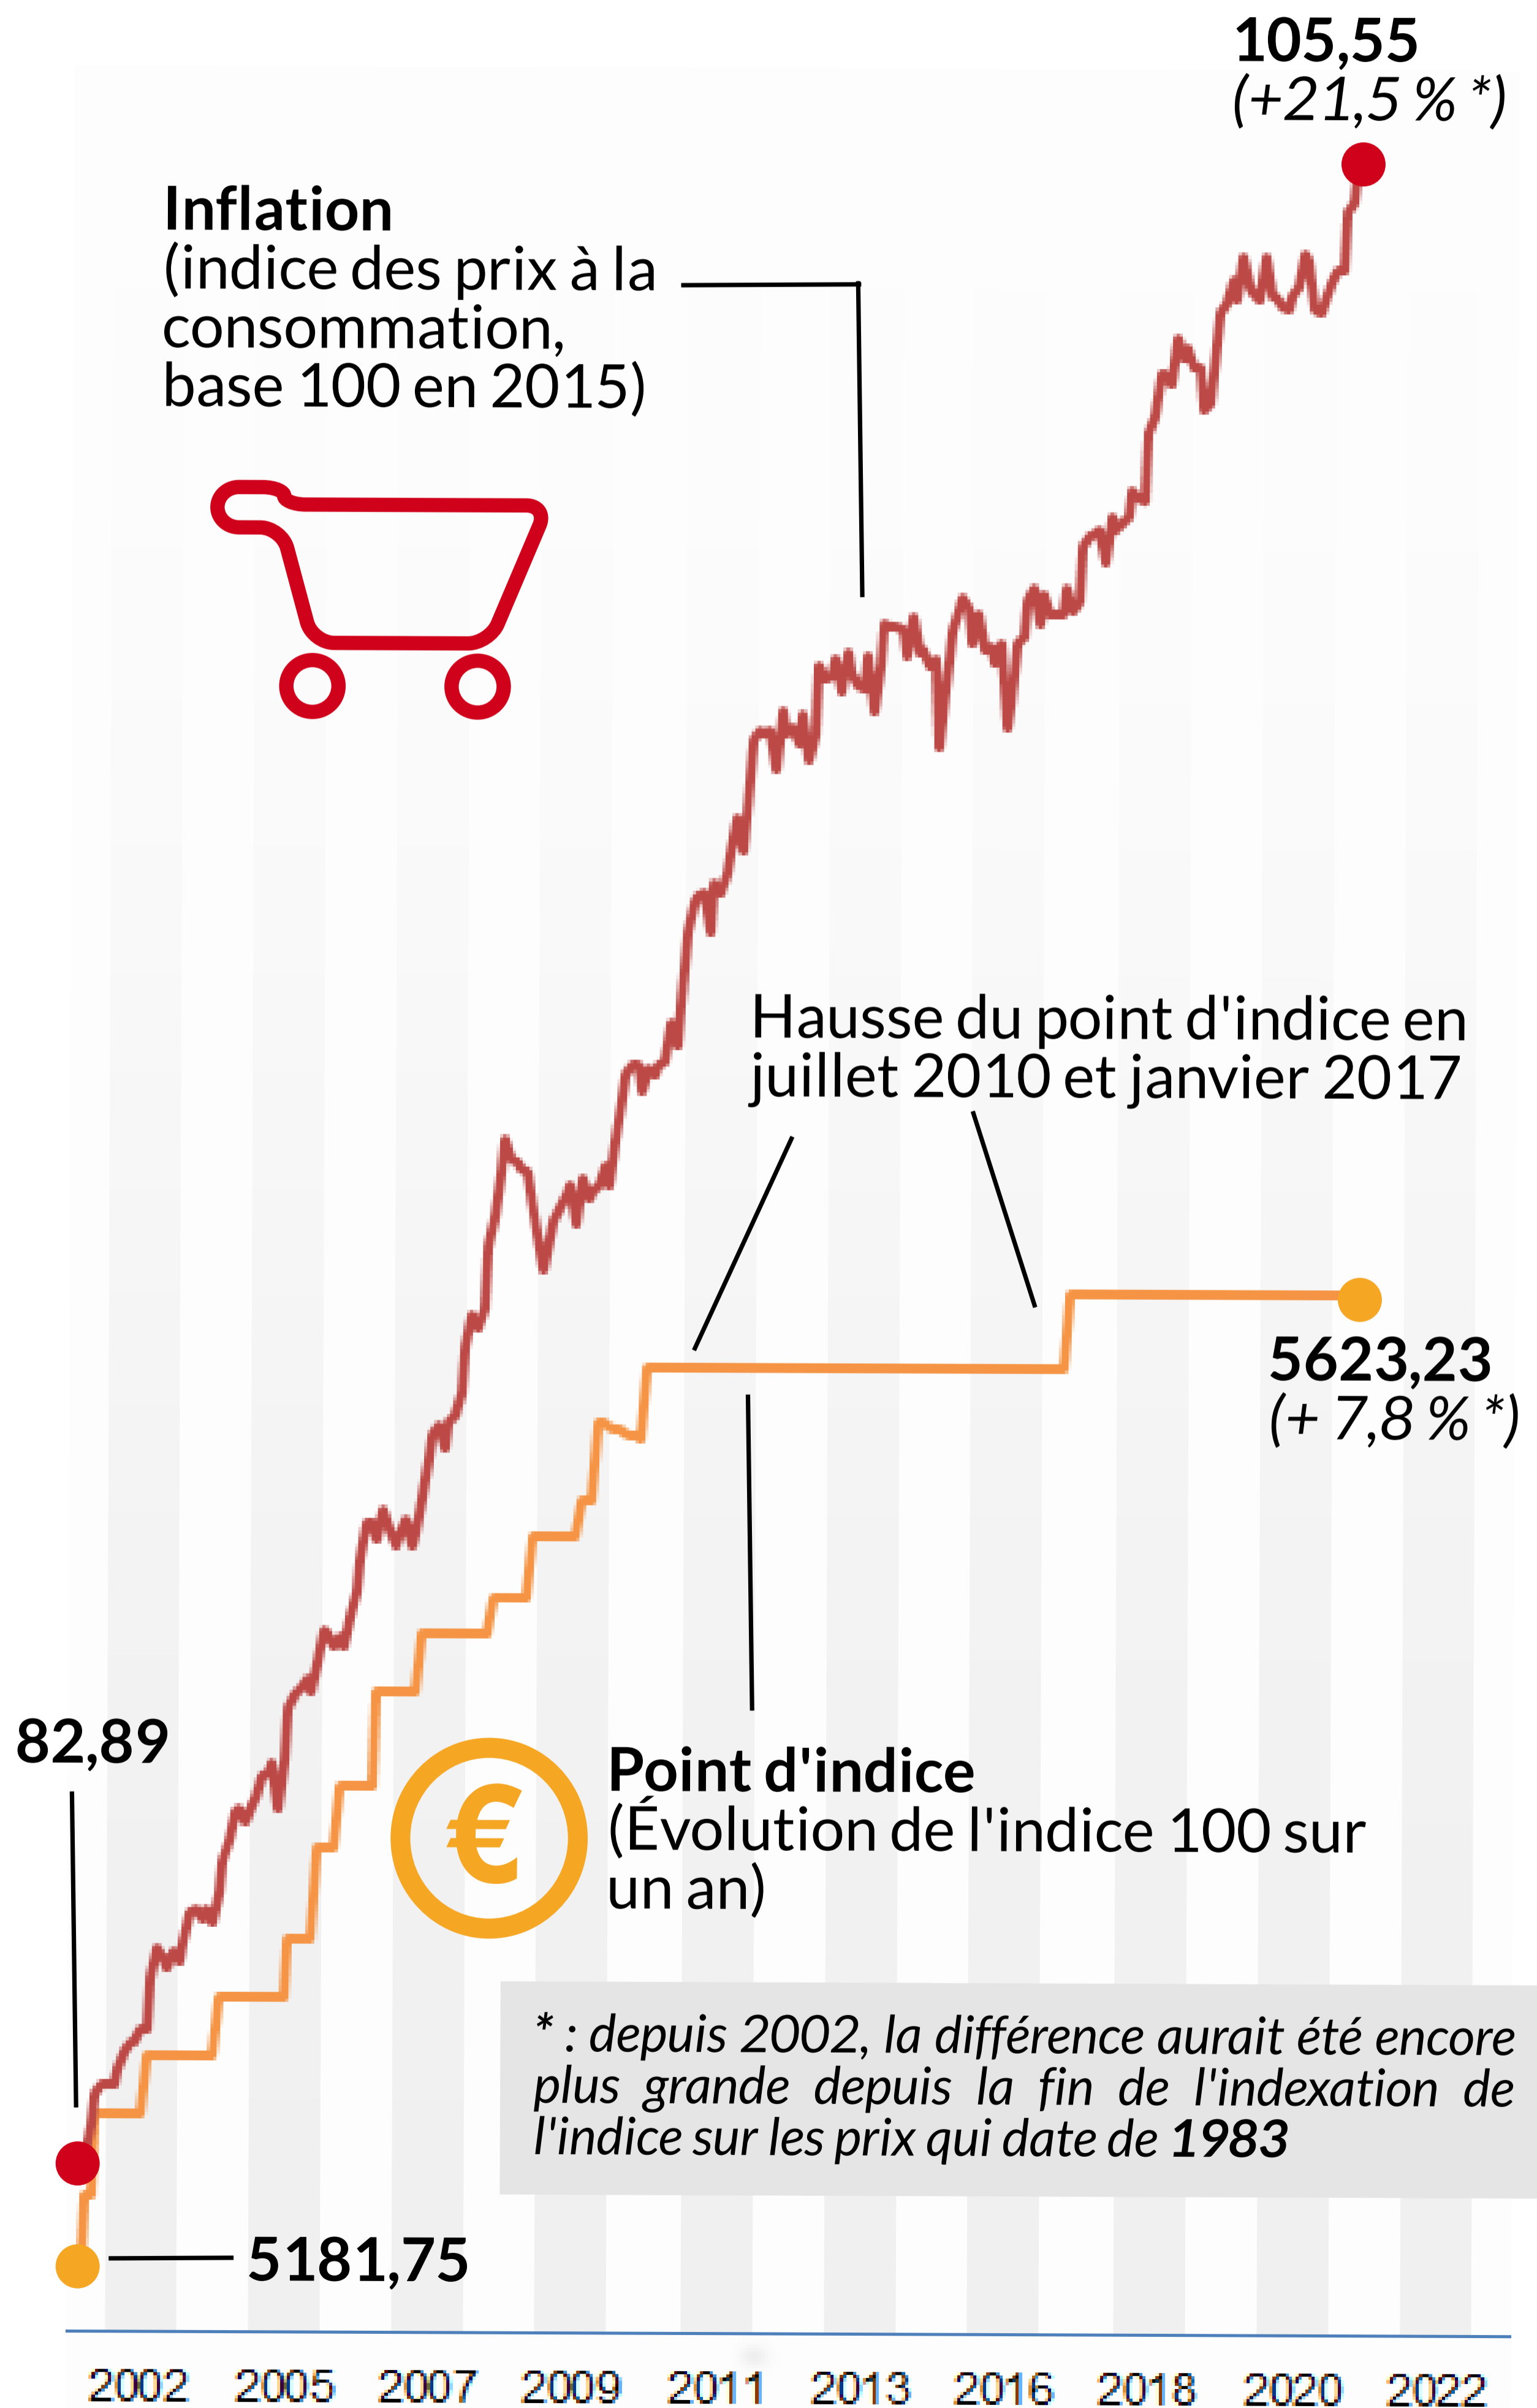 105,55
(+21,5 % *)
Inflation
(indice des prix à la
consommation,
base 100 en 2015)
Hausse du point d'indice en
juillet 2010 et janvier 2017
5623,23
(+ 7,8 % *)
82,89
€
Point d'indice
(Évolution de l'indice 100 sur
un an)
* : depuis 2002, la différence aurait été encore
plus grande depuis la fin de l'indexation de
l'indice sur les prix qui date de 1983
5181,75
2002 2005 2007 2009 2011 2013 2016 2018 2020 2022